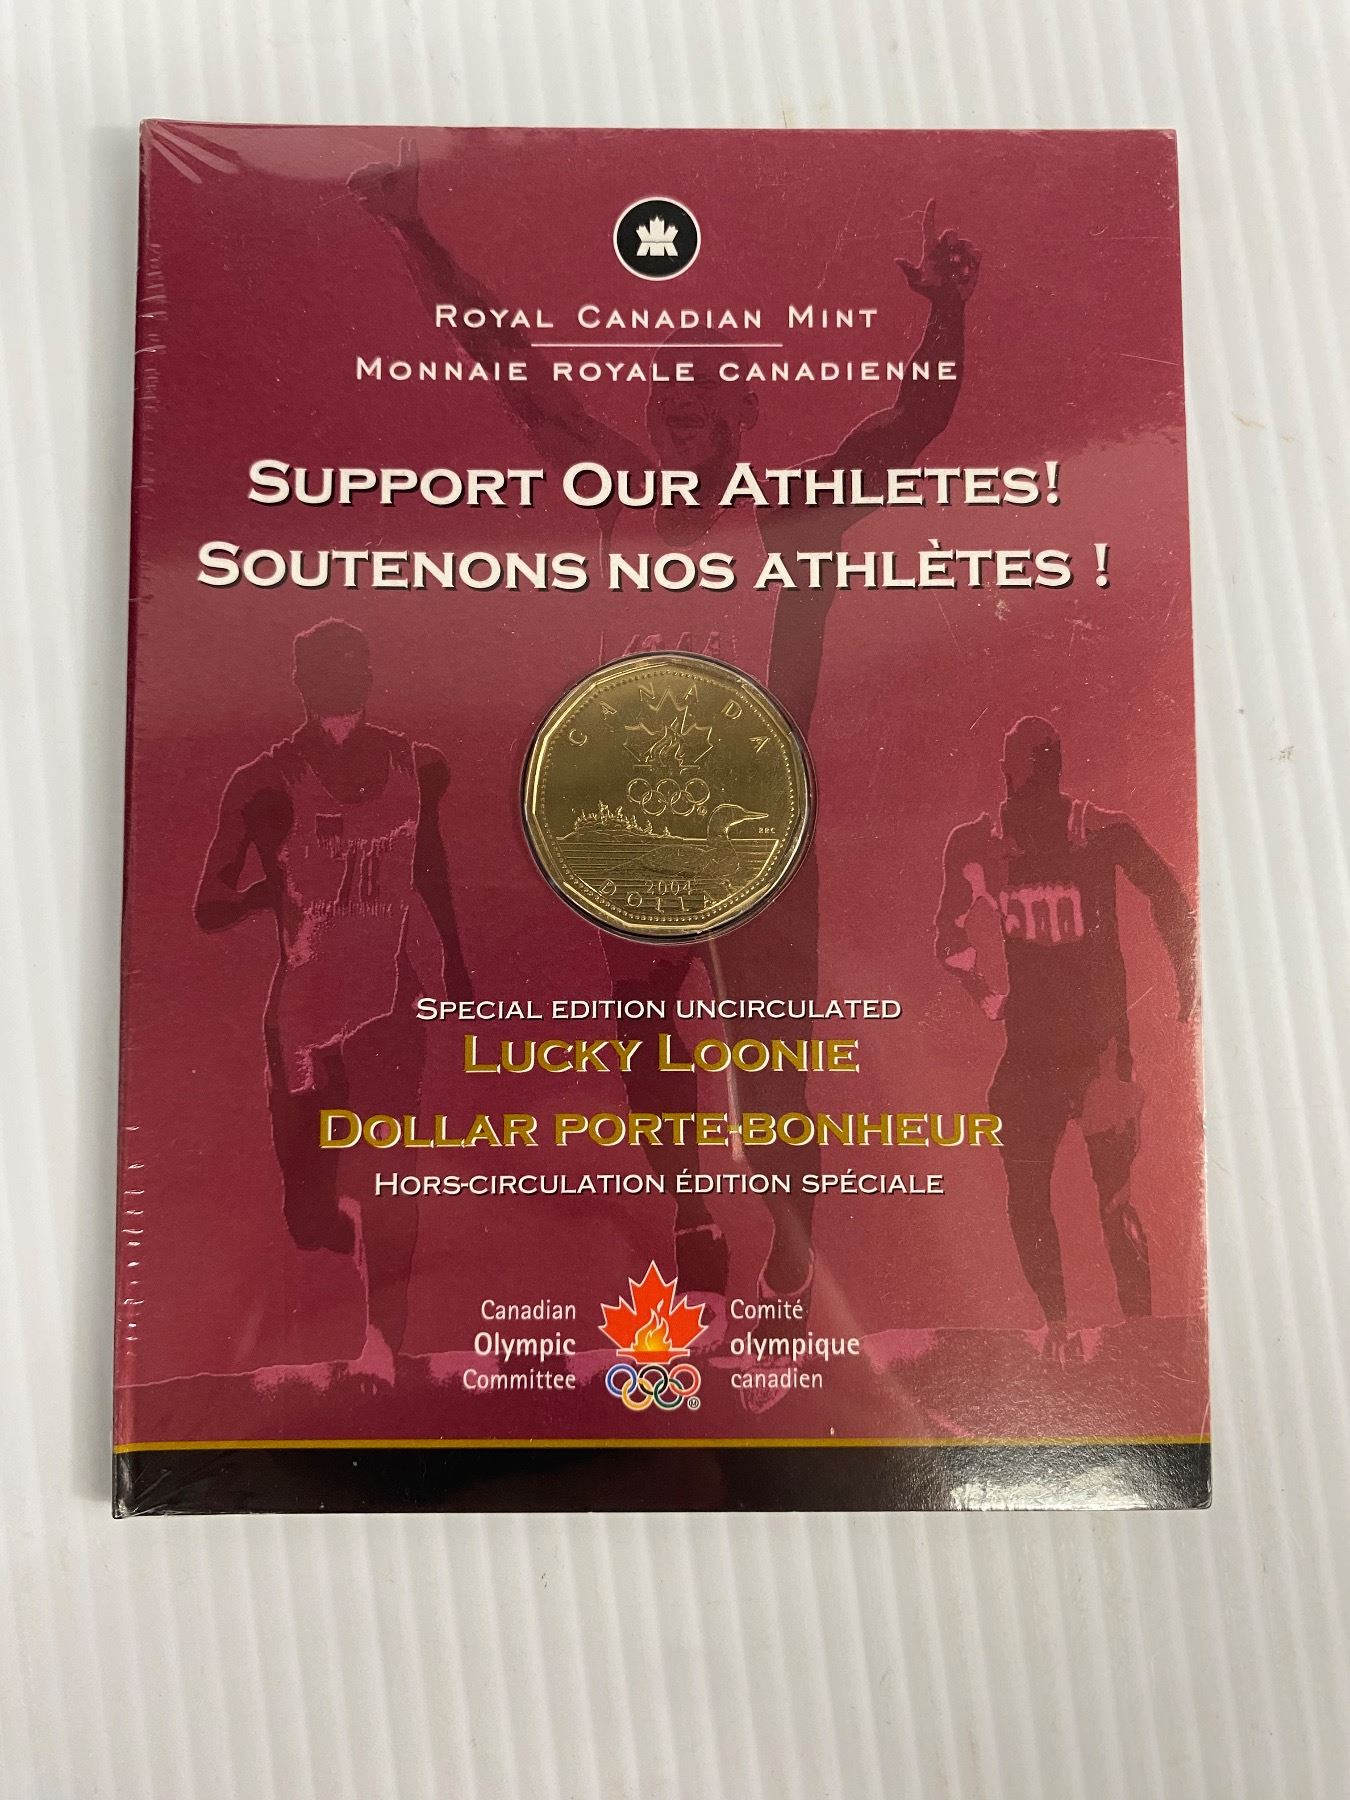 ROYAL CANADIAN MINT
MONNAIE ROYALE CANADIENNE
SUPPORT OUR ATHLETES!
SOUTENONS NOS ATHLÈTES !
CANADA
RRC
2004
DOLLAR
SPECIAL EDITION UNCIRCULATED
LUCKY LOONIE
DOLLAR PORTE-BONHEUR
HORS-CIRCULATION ÉDITION SPÉCIALE
Canadian
Olympic
Committee
Comité
olympique
canadien